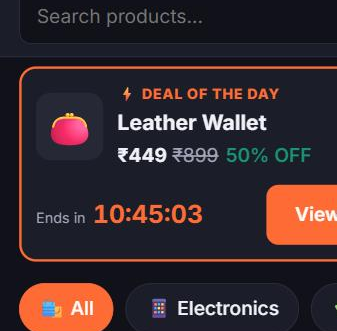 Search products...
DEAL OF THE DAY
Leather Wallet
₹449 ₹899 50% OFF
Ends in 10:45:03
View
All
Electronics